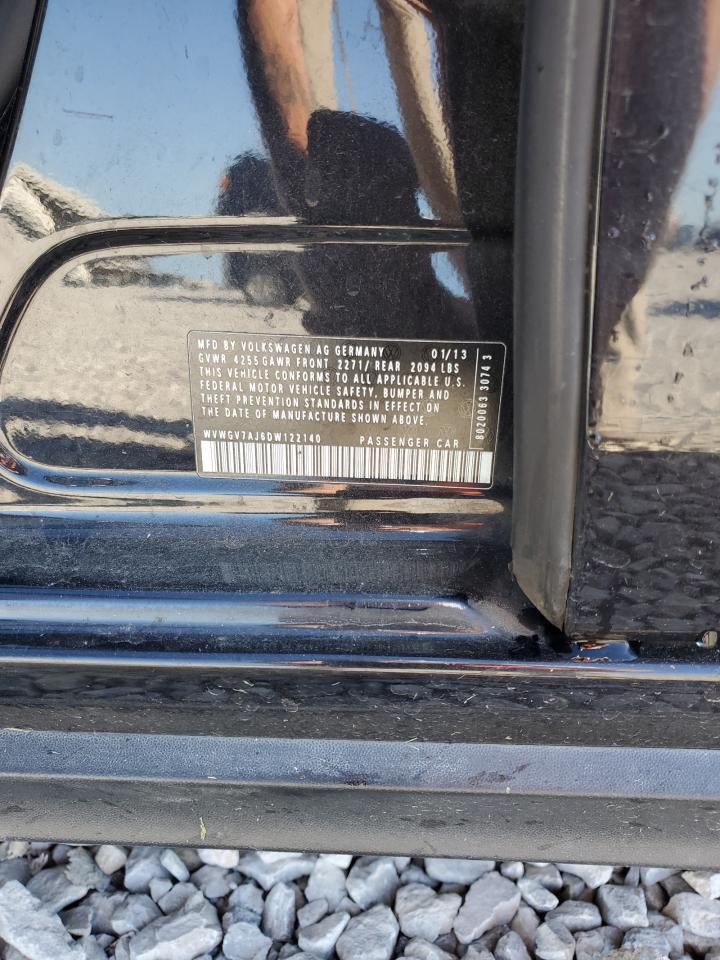 MFD BY VOLKSWAGEN AG GERMANY 01/13
GVWR 4255 GAWR FRONT 2271/ REAR 2094 LBS
THIS VEHICLE CONFORMS TO ALL APPLICABLE U.S.
FEDERAL MOTOR VEHICLE SAFETY, BUMPER AND
THEFT PREVENTION STANDARDS IN EFFECT ON
THE DATE OF MANUFACTURE SHOWN ABOVE.
WVWGV7AJ6DW122140 PASSENGER CAR
8020063 3074 3